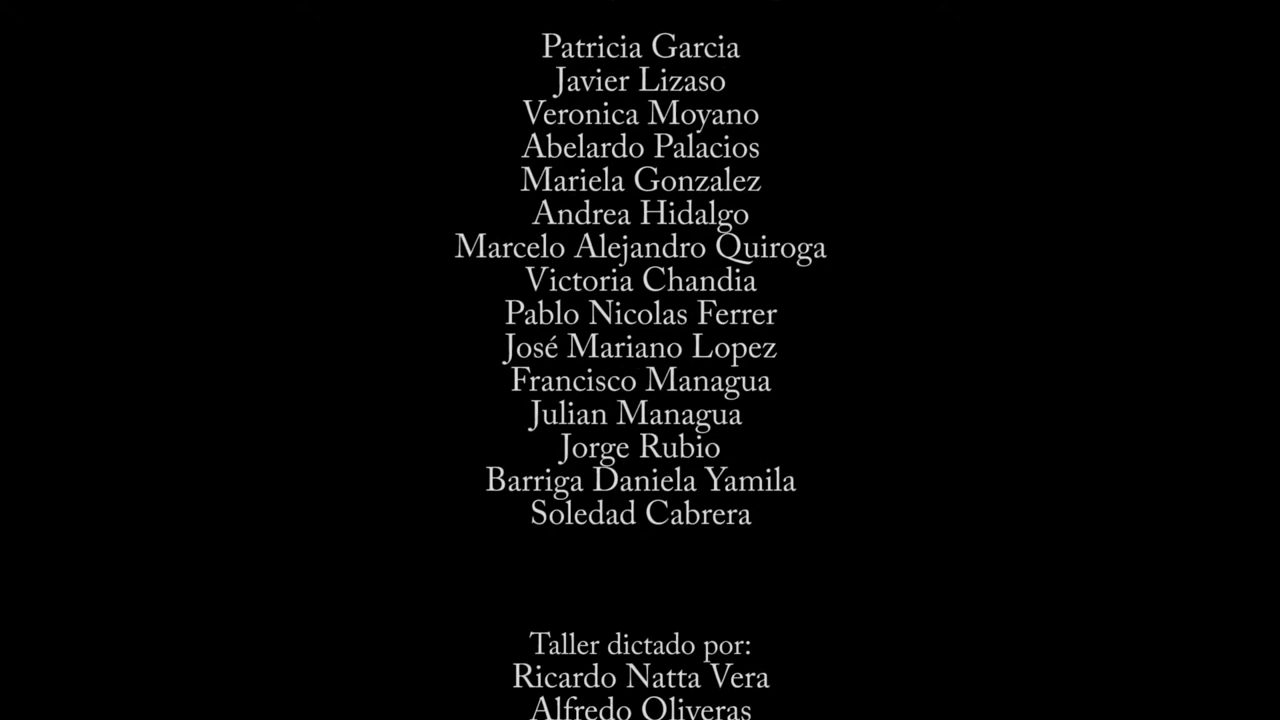 Patricia Garcia
Javier Lizaso
Veronica Moyano
Abelardo Palacios
Mariela Gonzalez
Andrea Hidalgo
Marcelo Alejandro Quiroga
Victoria Chandia
Pablo Nicolas Ferrer
José Mariano Lopez
Francisco Managua
Julian Managua
Jorge Rubio
Barriga Daniela Yamila
Soledad Cabrera
Taller dictado por:
Ricardo Natta Vera
Alfredo Oliveras